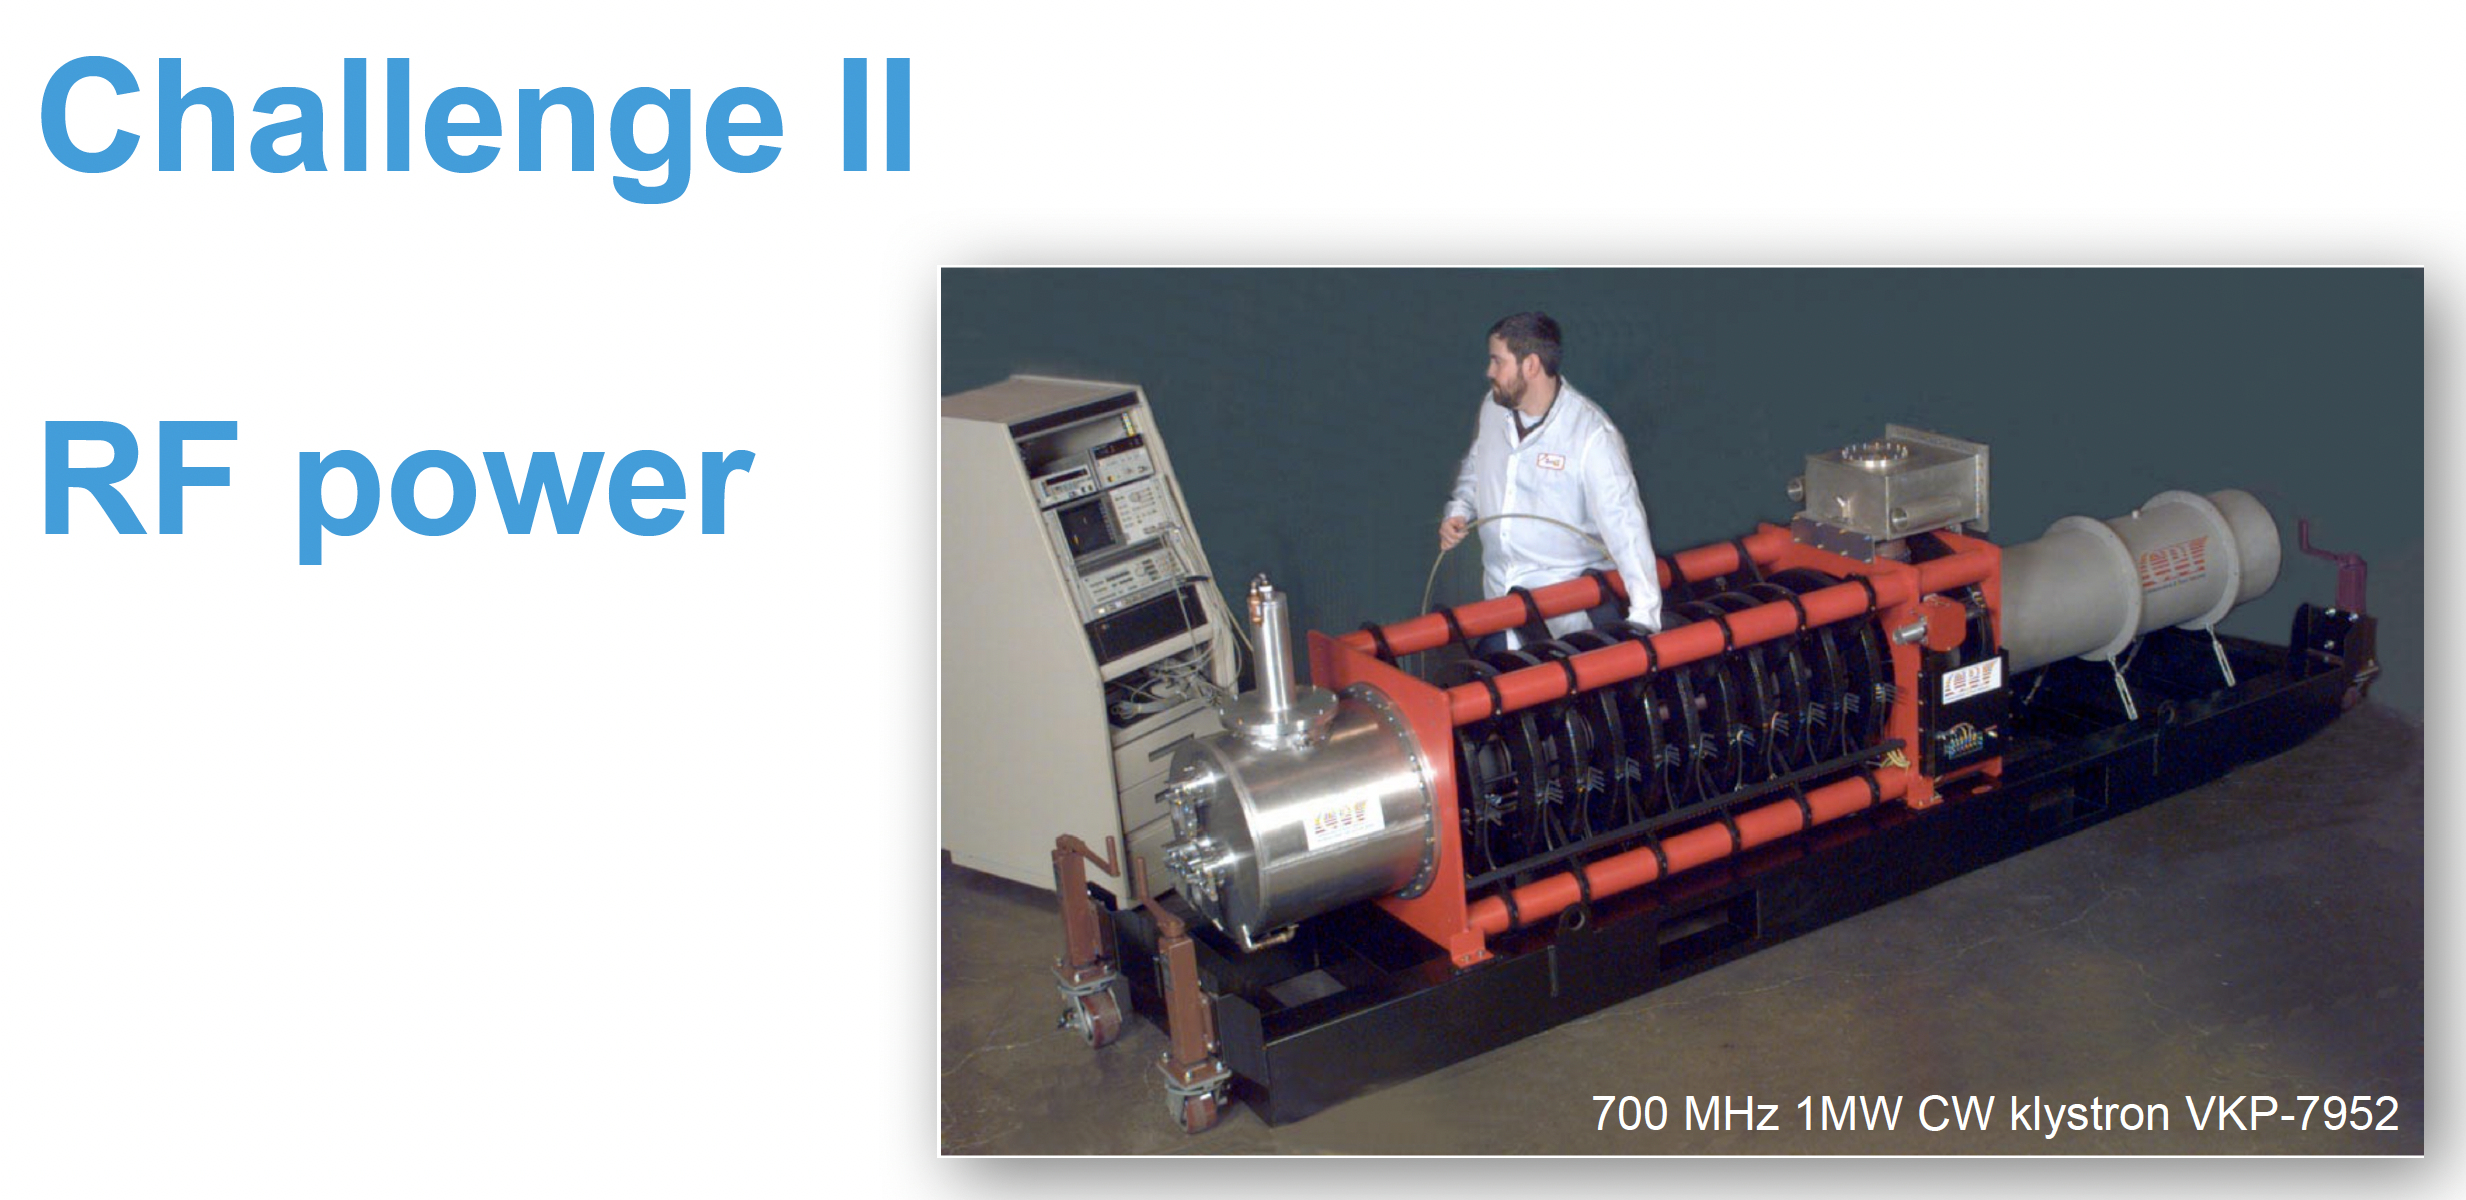 Challenge II
RF power
700 MHz 1MW CW klystron VKP-7952